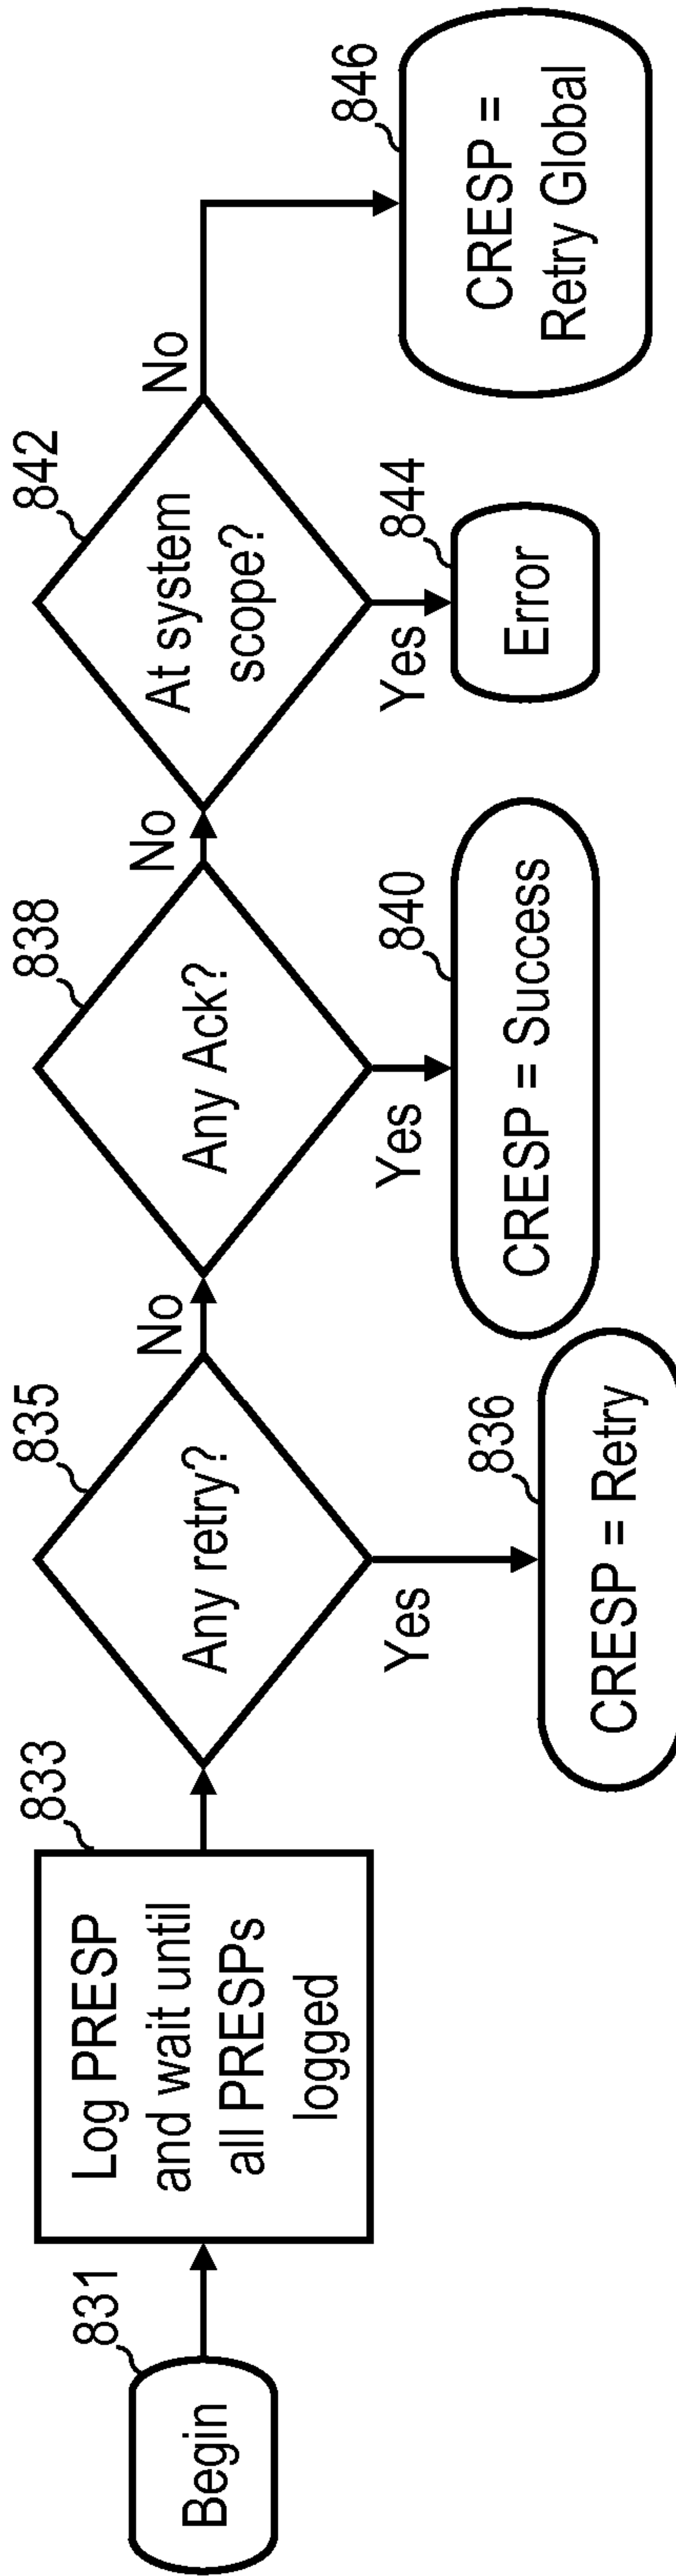 831
Begin
833
Log PRESP
and wait until
all PRESPs
logged
835
Any retry?
No
Yes
836
CRESP = Retry
838
Any Ack?
No
Yes
840
CRESP = Success
842
At system
scope?
No
Yes
844
Error
846
CRESP =
Retry Global